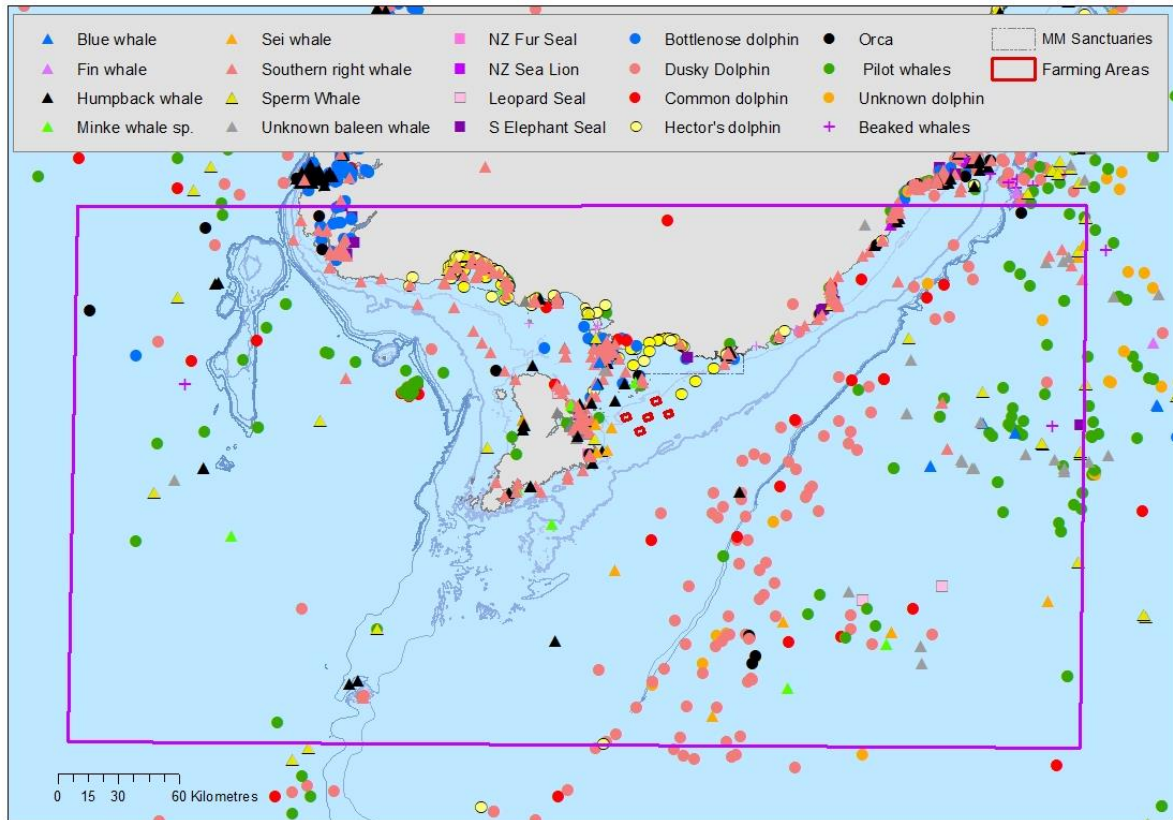 Blue whale
Fin whale
Humpback whale
Minke whale sp.
Sei whale
Southern right whale
Sperm Whale
Unknown baleen whale
NZ Fur Seal
NZ Sea Lion
Leopard Seal
S Elephant Seal
Bottlenose dolphin
Dusky Dolphin
Common dolphin
Hector's dolphin
Orca
Pilot whales
Unknown dolphin
Beaked whales
MM Sanctuaries
Farming Areas
0 15 30 60 Kilometres